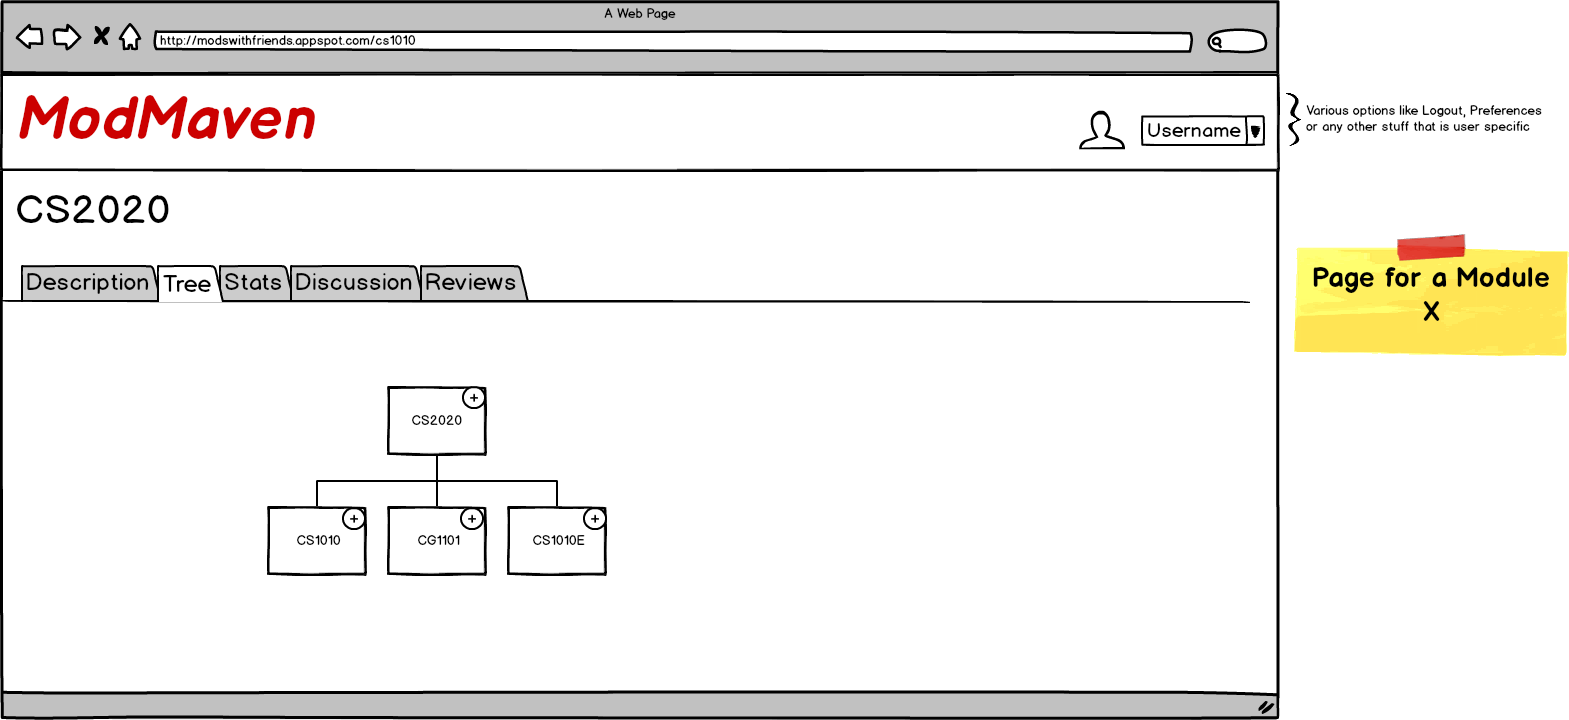 A Web Page
http://modswithfriends.appspot.com/cs1010
ModMaven
Username
Various options like Logout, Preferences
or any other stuff that is user specific
CS2020
Description Tree Stats Discussion Reviews
Page for a Module
X
CS2020
CS1010 CG1101 CS1010E